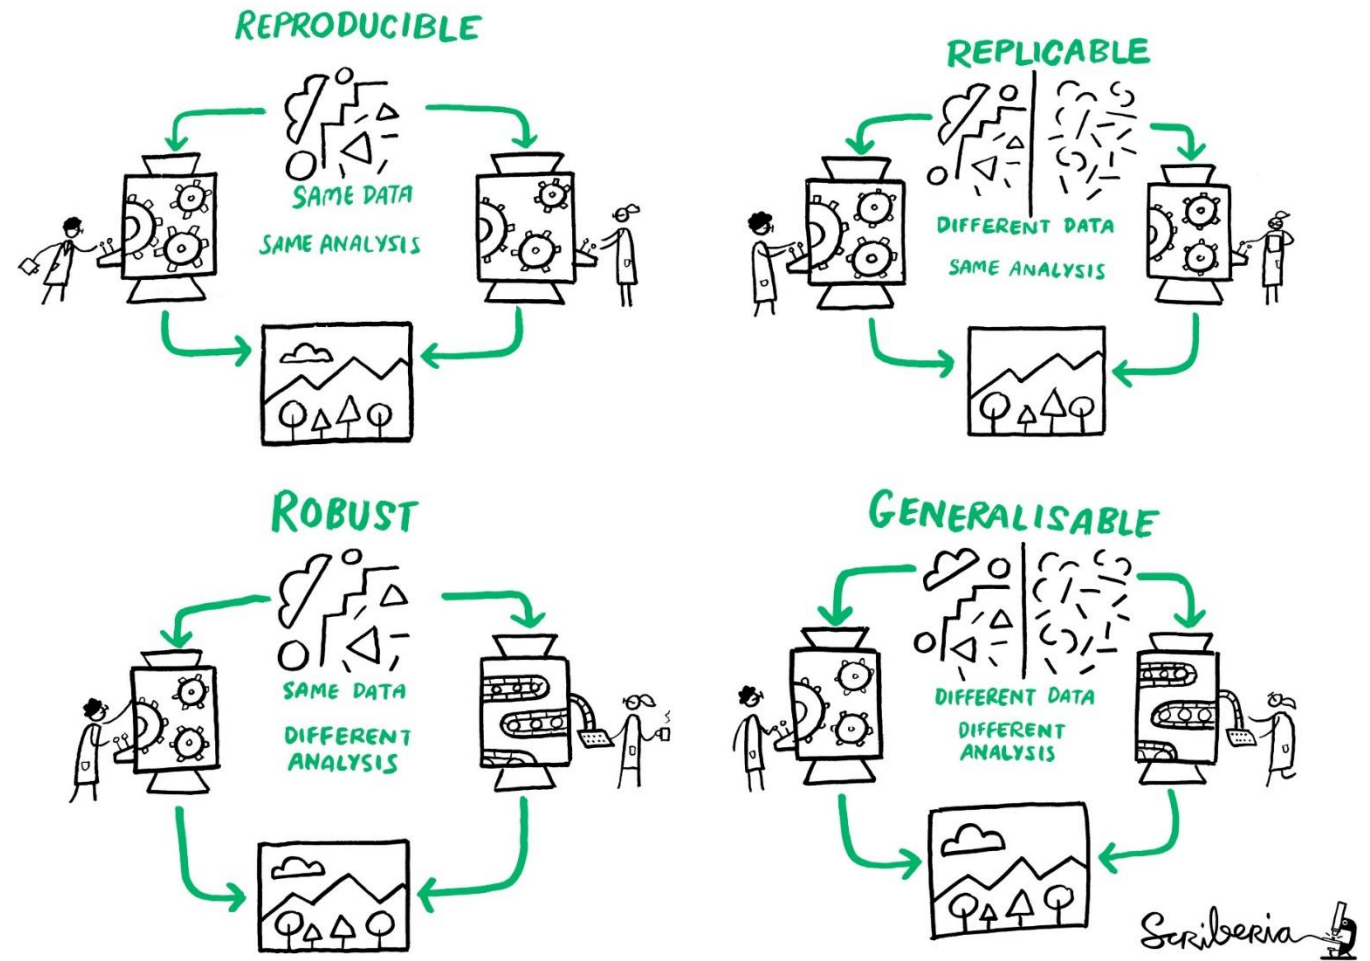 REPRODUCIBLE
SAME DATA
SAME ANALYSIS
REPLICABLE
DIFFERENT DATA
SAME ANALYSIS
ROBUST
SAME DATA
DIFFERENT
ANALYSIS
GENERALISABLE
DIFFERENT DATA
DIFFERENT
ANALYSIS
Scriberia